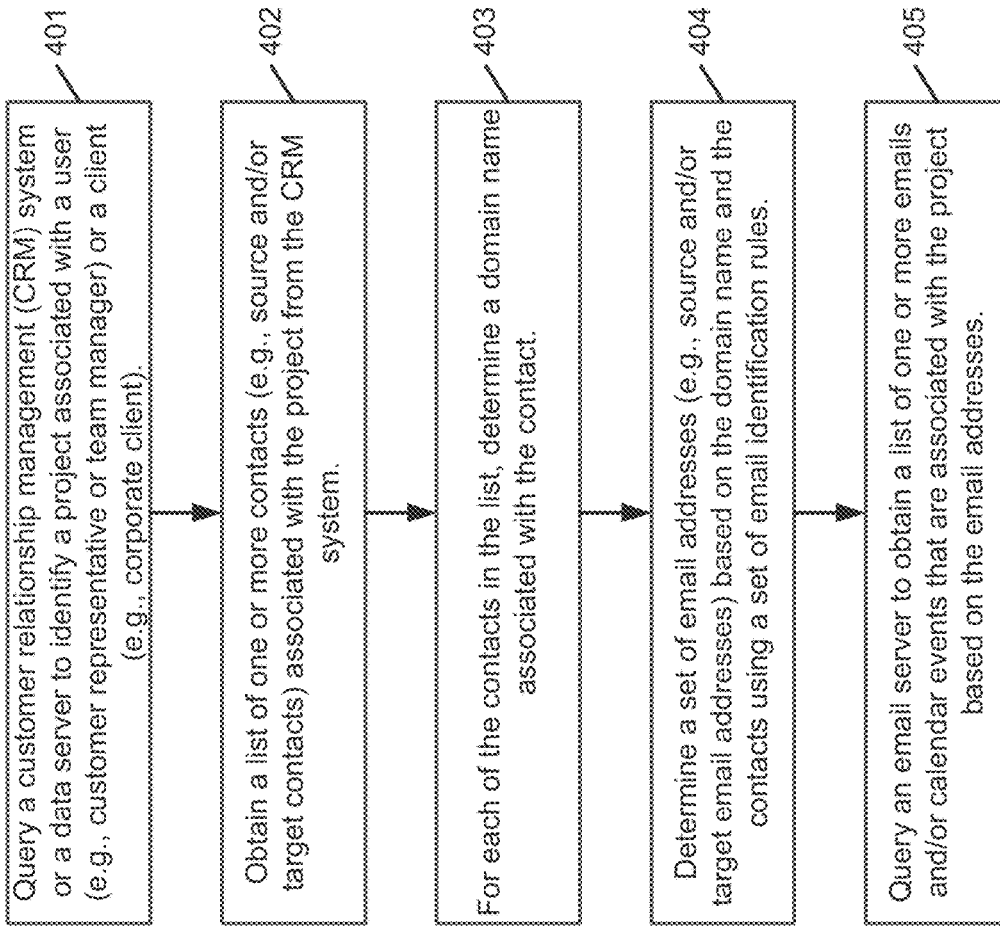 Query a customer relationship management (CRM) system
or a data server to identify a project associated with a user
(e.g., customer representative or team manager) or a client
(e.g., corporate client).
401
Obtain a list of one or more contacts (e.g., source and/or
target contacts) associated with the project from the CRM
system.
402
For each of the contacts in the list, determine a domain name
associated with the contact.
403
Determine a set of email addresses (e.g., source and/or
target email addresses) based on the domain name and the
contacts using a set of email identification rules.
404
Query an email server to obtain a list of one or more emails
and/or calendar events that are associated with the project
based on the email addresses.
405